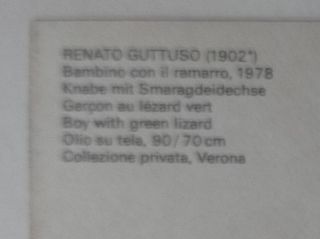 RENATO GUTTUSO (1902*)
Bambino con il ramarro, 1978
Knabe mit Smaragdeidechse
Garçon au lézard vert
Boy with green lizard
Olio su tela, 90/70 cm
Collezione privata, Verona